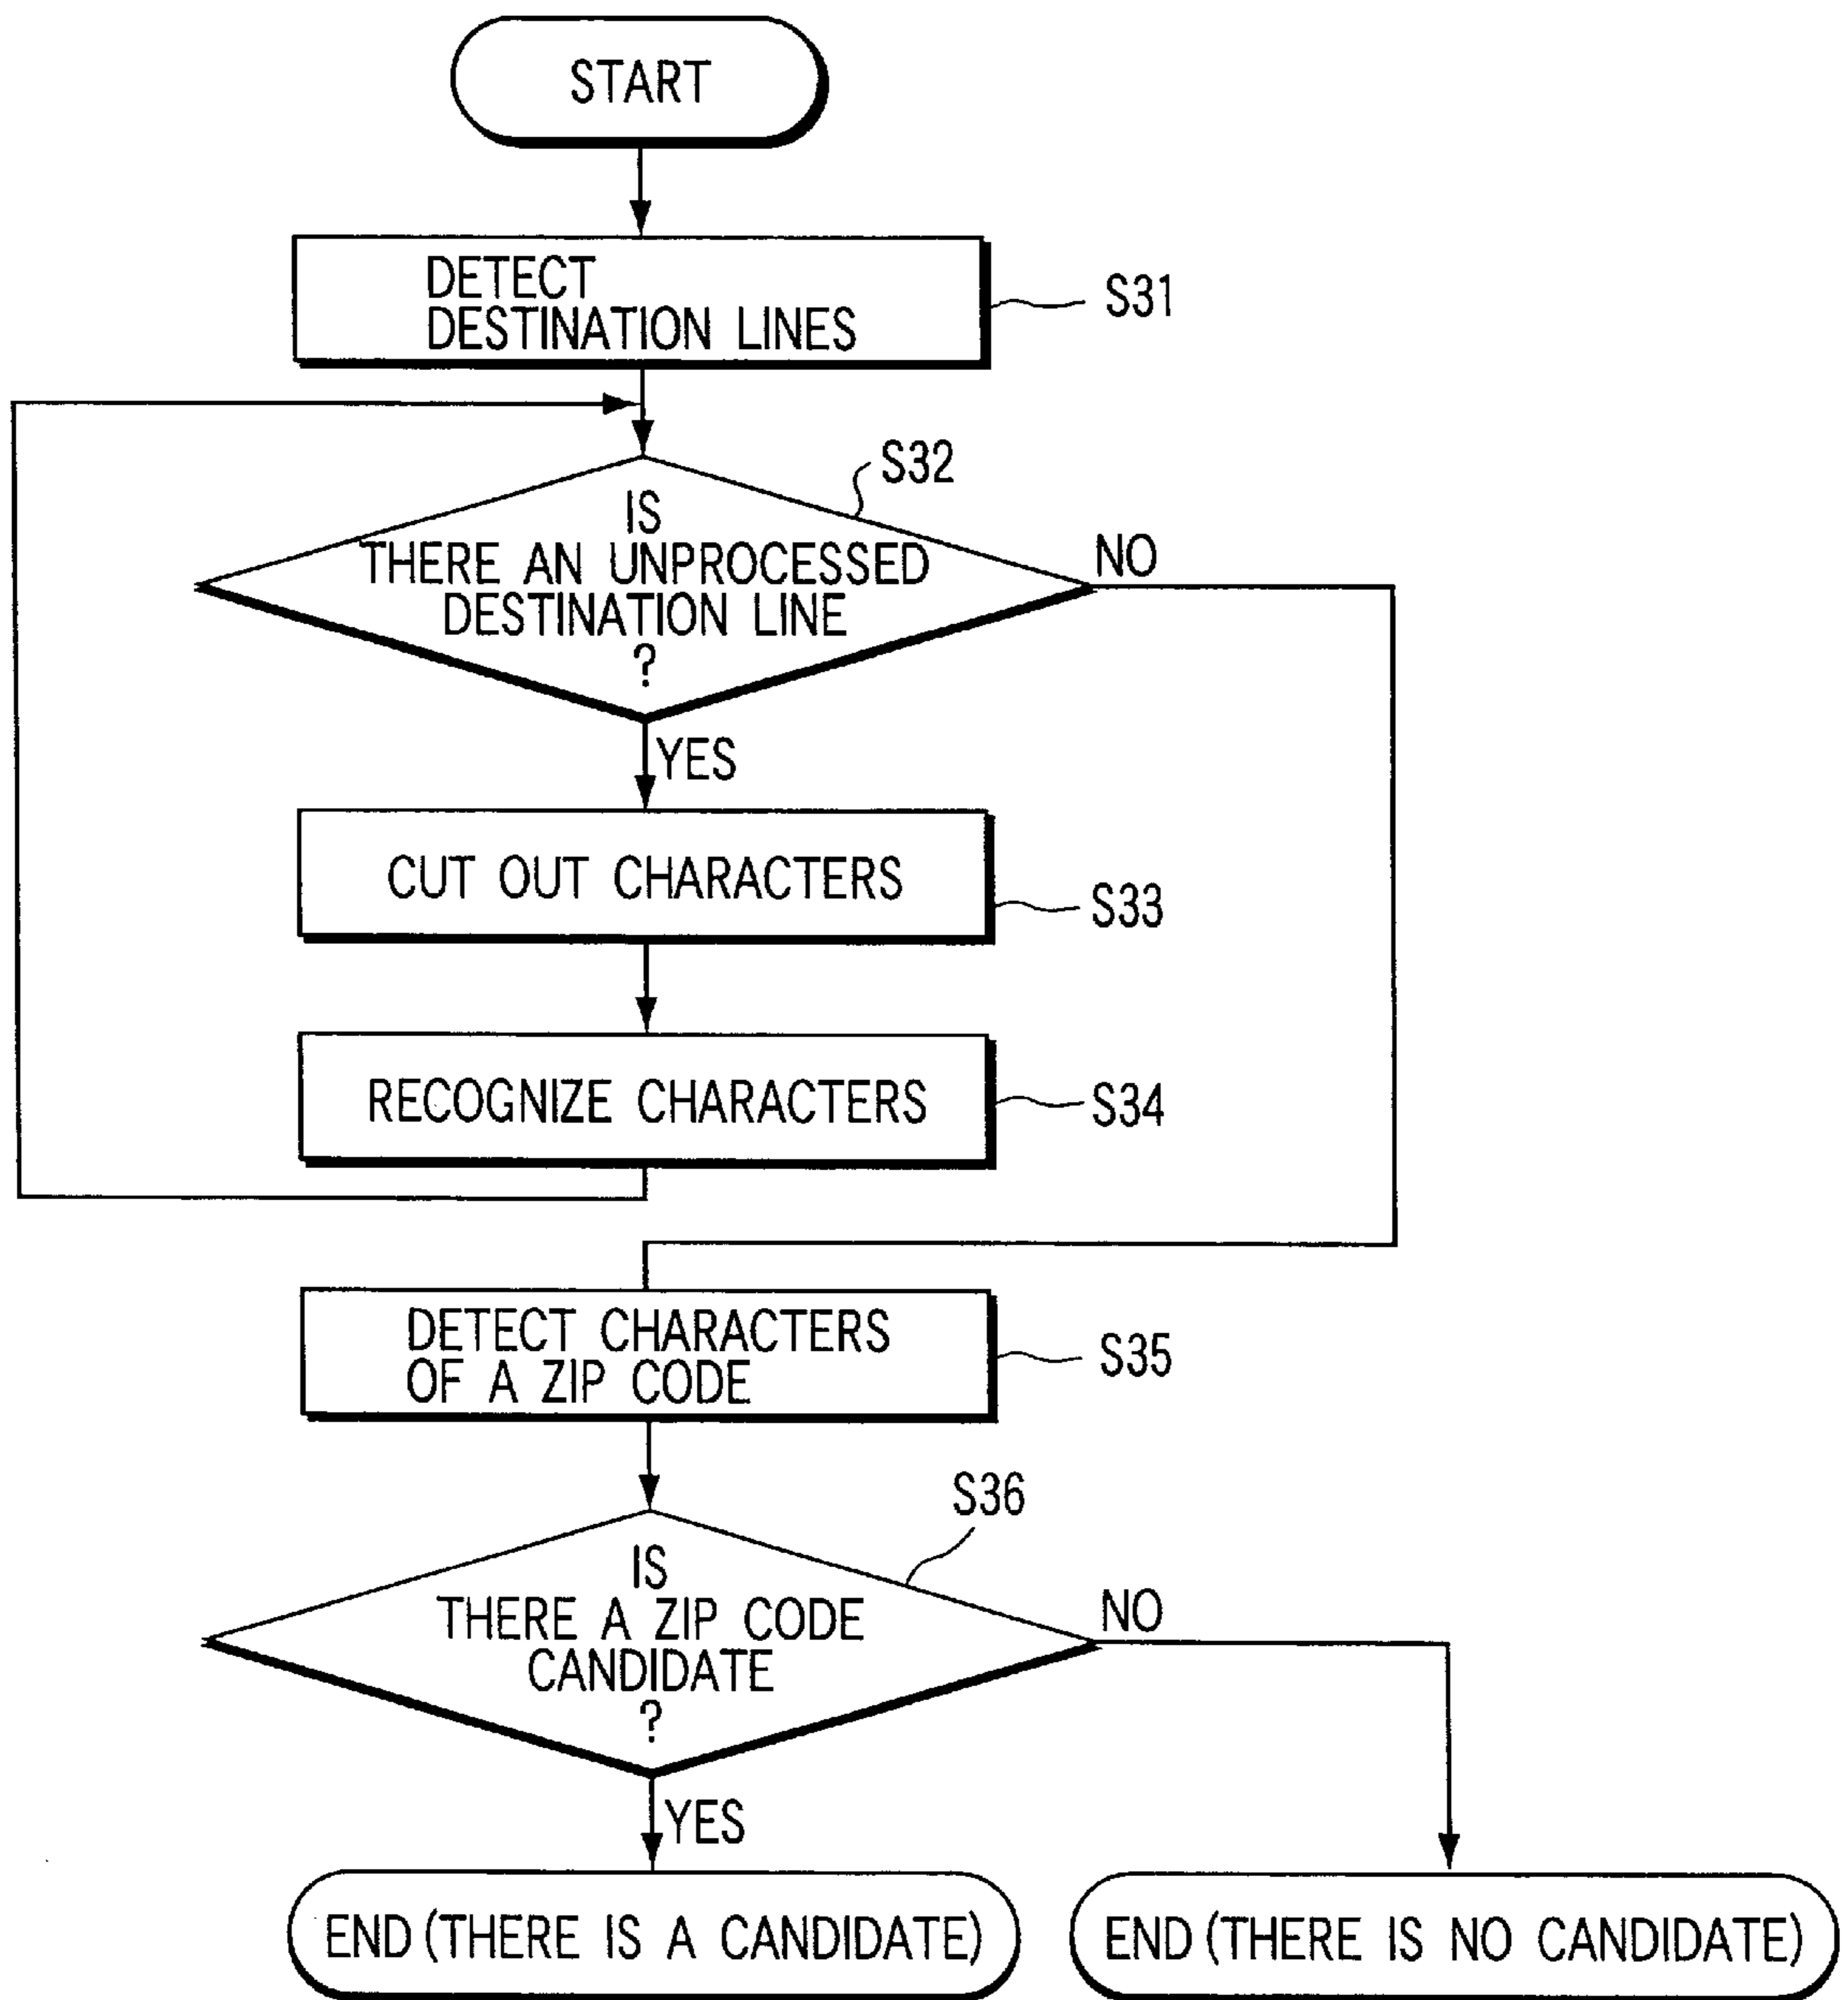 START
DETECT
DESTINATION LINES
S31
S32
IS
THERE AN UNPROCESSED
DESTINATION LINE
?
NO
YES
CUT OUT CHARACTERS
S33
RECOGNIZE CHARACTERS
S34
DETECT CHARACTERS
OF A ZIP CODE
S35
S36
IS
THERE A ZIP CODE
CANDIDATE
?
NO
YES
END (THERE IS A CANDIDATE)
END (THERE IS NO CANDIDATE)